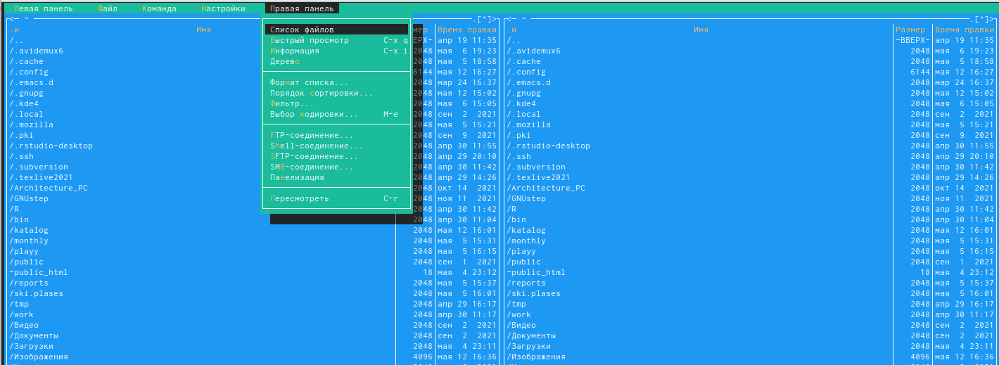 Левая панель Файл Команда Настройки Правая панель
<— ~ .[^]> <— ~ .[^]>
.и Имя Список файлов мер Время правки .и Имя Размер Время правки
/.. Быстрый просмотр C-x q ЕРХ- апр 19 11:35 /.. -ВВЕРХ- апр 19 11:35
/.avidemux6 Информация C-x i 2048 мая 6 19:23 /.avidemux6 2048 мая 6 19:23
/.cache Дерево 2048 мая 5 18:58 /.cache 2048 мая 5 18:58
/.config 6144 мая 12 16:27 /.config 6144 мая 12 16:27
/.emacs.d Формат списка... 2048 мар 24 16:37 /.emacs.d 2048 мар 24 16:37
/.gnupg Порядок сортировки... 2048 мая 12 15:02 /.gnupg 2048 мая 12 15:02
/.kde4 Фильтр... 2048 мая 6 15:05 /.kde4 2048 мая 6 15:05
/.local Выбор кодировки... M-e 2048 сен 2 2021 /.local 2048 сен 2 2021
/.mozilla 2048 мая 5 15:21 /.mozilla 2048 мая 5 15:21
/.pki FTP-соединение... 2048 сен 9 2021 /.pki 2048 сен 9 2021
/.rstudio-desktop Shell-соединение... 2048 апр 30 11:55 /.rstudio-desktop 2048 апр 30 11:55
/.ssh SFTP-соединение... 2048 апр 29 20:10 /.ssh 2048 апр 29 20:10
/.subversion SMB-соединение... 2048 апр 30 11:42 /.subversion 2048 апр 30 11:42
/.texlive2021 Панелизация 2048 апр 29 14:26 /.texlive2021 2048 апр 29 14:26
/Architecture_PC 2048 окт 14 2021 /Architecture_PC 2048 окт 14 2021
/GNUstep Пересмотреть C-r 2048 ноя 11 2021 /GNUstep 2048 ноя 11 2021
/R 2048 апр 30 11:42 /R 2048 апр 30 11:42
/bin 2048 апр 30 11:04 /bin 2048 апр 30 11:04
/katalog 2048 мая 12 16:01 /katalog 2048 мая 12 16:01
/monthly 2048 мая 5 15:31 /monthly 2048 мая 5 15:31
/playy 2048 мая 5 16:15 /playy 2048 мая 5 16:15
/public 2048 сен 1 2021 /public 2048 сен 1 2021
~public_html 18 мая 4 23:12 ~public_html 18 мая 4 23:12
/reports 2048 мая 5 15:37 /reports 2048 мая 5 15:37
/ski.plases 2048 мая 5 16:01 /ski.plases 2048 мая 5 16:01
/tmp 2048 апр 29 16:17 /tmp 2048 апр 29 16:17
/work 2048 апр 30 11:17 /work 2048 апр 30 11:17
/Видео 2048 сен 2 2021 /Видео 2048 сен 2 2021
/Документы 2048 сен 2 2021 /Документы 2048 сен 2 2021
/Загрузки 2048 мая 4 23:11 /Загрузки 2048 мая 4 23:11
/Изображения 4096 мая 12 16:36 /Изображения 4096 мая 12 16:36